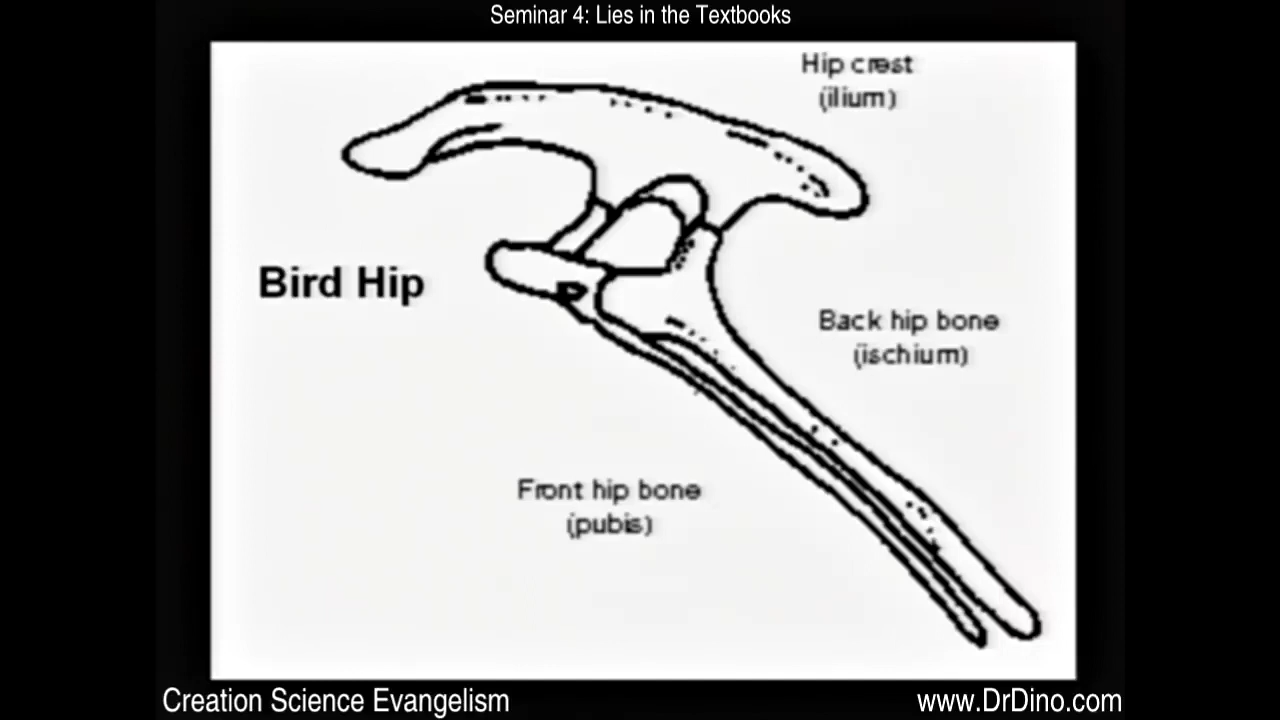 Seminar 4: Lies in the Textbooks
Hip crest
(ilium)
Bird Hip
Back hip bone
(ischium)
Front hip bone
(pubis)
Creation Science Evangelism
www.DrDino.com